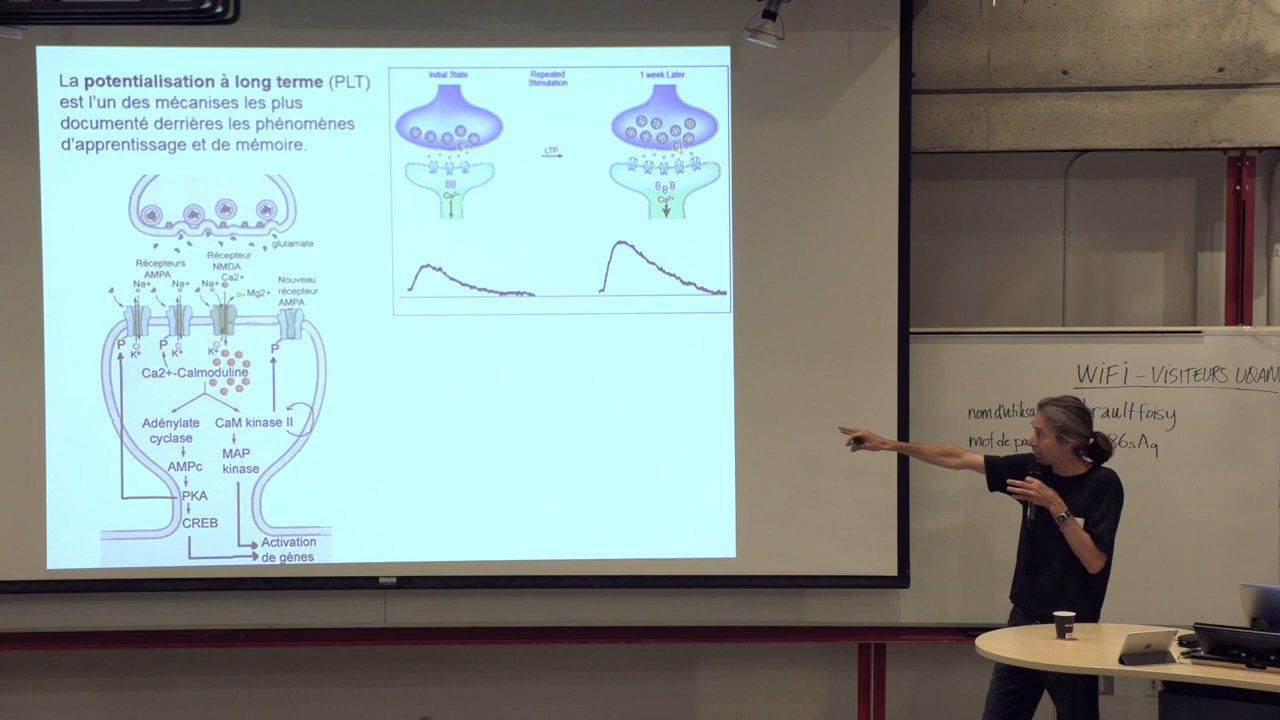 La potentialisation à long terme (PLT)
est l'un des mécanises les plus
documenté derrières les phénomènes
d'apprentissage et de mémoire.
glutamate
Récepteurs
AMPA
Récepteur
NMDA
Ca2+
Na+
Na+
Na+
Mg2+
Nouveau
récepteur
AMPA
P
K+
P
K+
K+
P
Ca2+-Calmoduline
Adénylate
cyclase
CaM kinase II
AMPc
MAP
kinase
PKA
CREB
Activation
de gènes
Initial State
Repeated
Stimulation
1 week Later
LTP
Ca2+
Ca2+
WiFi - VISITEURS UQAM
nom d'utilisa
raultfoisy
mot de pa
86sAq